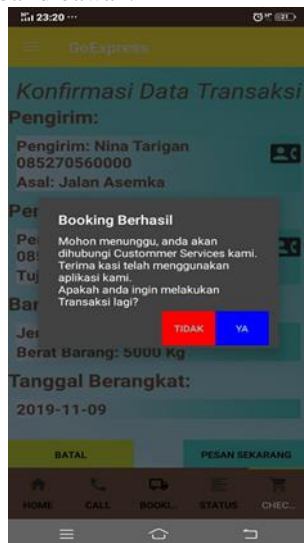 23:20 ...
GoExpress
Konfirmasi Data Transaksi
Pengirim:
Pengirim: Nina Tarigan
085270560000
Asal: Jalan Asemka
Booking Berhasil
Mohon menunggu, anda akan
dihubungi Custommer Services kami.
Terima kasi telah menggunakan
aplikasi kami.
Apakah anda ingin melakukan
Transaksi lagi?
TIDAK YA
Berat Barang: 5000 Kg
Tanggal Berangkat:
2019-11-09
BATAL PESAN SEKARANG
HOME CALL BOOKI... STATUS CHEC...